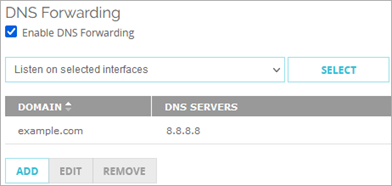 DNS Forwarding
Enable DNS Forwarding
Listen on selected interfaces SELECT
DOMAIN DNS SERVERS
example.com 8.8.8.8
ADD EDIT REMOVE